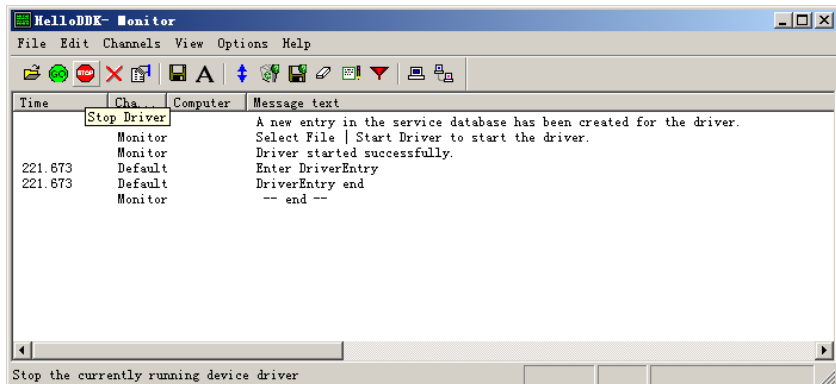 HelloDDK- Monitor
File Edit Channels View Options Help
GO STOP A
Time Cha... Computer Message text
Stop Driver
A new entry in the service database has been created for the driver.
Monitor Select File | Start Driver to start the driver.
Monitor Driver started successfully.
221.673 Default Enter DriverEntry
221.673 Default DriverEntry end
Monitor -- end --
Stop the currently running device driver